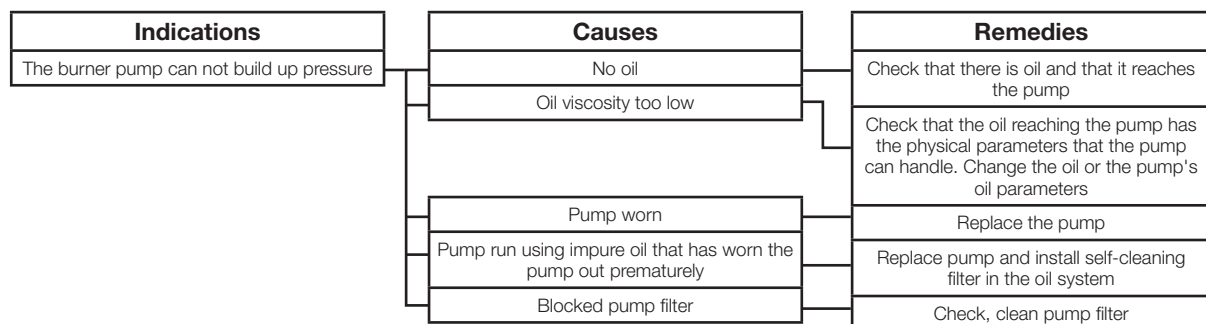 Indications
Causes
Remedies
The burner pump can not build up pressure
No oil
Check that there is oil and that it reaches
the pump
Oil viscosity too low
Check that the oil reaching the pump has
the physical parameters that the pump
can handle. Change the oil or the pump's
oil parameters
Pump worn
Replace the pump
Pump run using impure oil that has worn the
pump out prematurely
Replace pump and install self-cleaning
filter in the oil system
Blocked pump filter
Check, clean pump filter